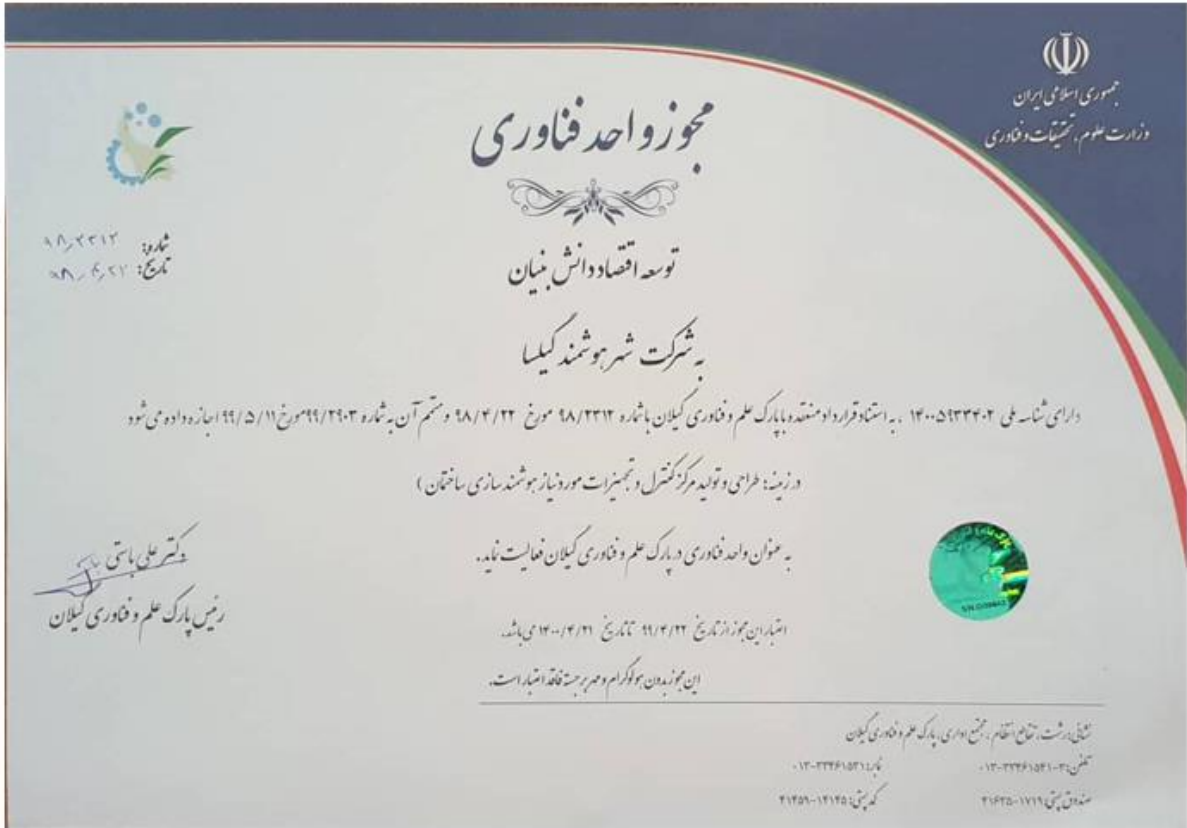 جمهوری اسلامی ایران
وزارت علوم، تحقیقات و فناوری
مجوز واحد فناوری
شماره: ۹۸٫۲۳۱۲
تاریخ: ۹۸٫۴٫۲۲
توسعه اقتصاد دانش بنیان
به شرکت شهر هوشمند گیلسا
دارای شناسه ملی ۱۴۰۰۵۹۳۳۴۰۲ ، به استناد قرارداد منعقده با پارک علم و فناوری گیلان با شماره ۹۸/۲۳۱۲ مورخ ۹۸/۴/۲۲ و متمم آن به شماره ۹۹/۲۹۰۳ مورخ ۹۹/۵/۱۱ اجازه داده می شود
در زمینه: طراحی و تولید مرکز کنترل و تجهیزات مورد نیاز هوشمند سازی ساختمان )
به عنوان واحد فناوری در پارک علم و فناوری گیلان فعالیت نماید.
دکتر علی باستی
رئیس پارک علم و فناوری گیلان
اعتبار این مجوز از تاریخ ۹۹/۴/۲۲ تا تاریخ ۱۴۰۰/۴/۲۱ می باشد.
این مجوز بدون هولوگرام و مهر برجسته فاقد اعتبار است.
نشانی: رشت، تقاطع انتظام ، مجتمع اداری، پارک علم و فناوری گیلان
تلفن: ۳-۰۱۳-۳۳۴۶۱۵۴۱ نمابر: ۰۱۳-۳۳۴۶۱۵۳۱
صندوق پستی: ۱۷۱۹-۴۱۶۳۵ کد پستی: ۱۴۱۴۵-۴۱۴۵۹